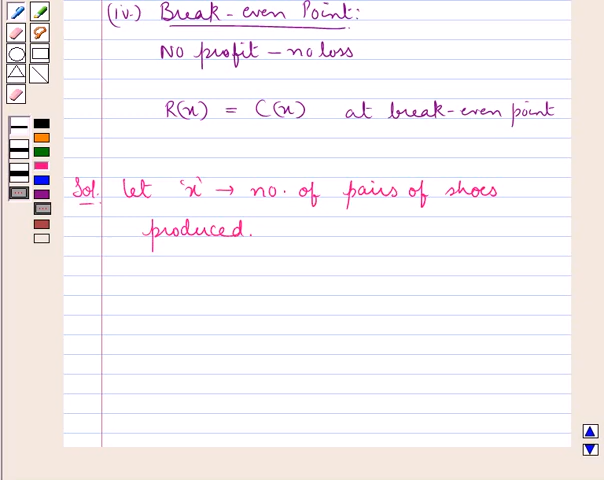 (iv.) Break-even Point:
No profit - no loss
R(x) = C(x) at break-even point
Sol. let 'x' → no. of pairs of shoes
produced.